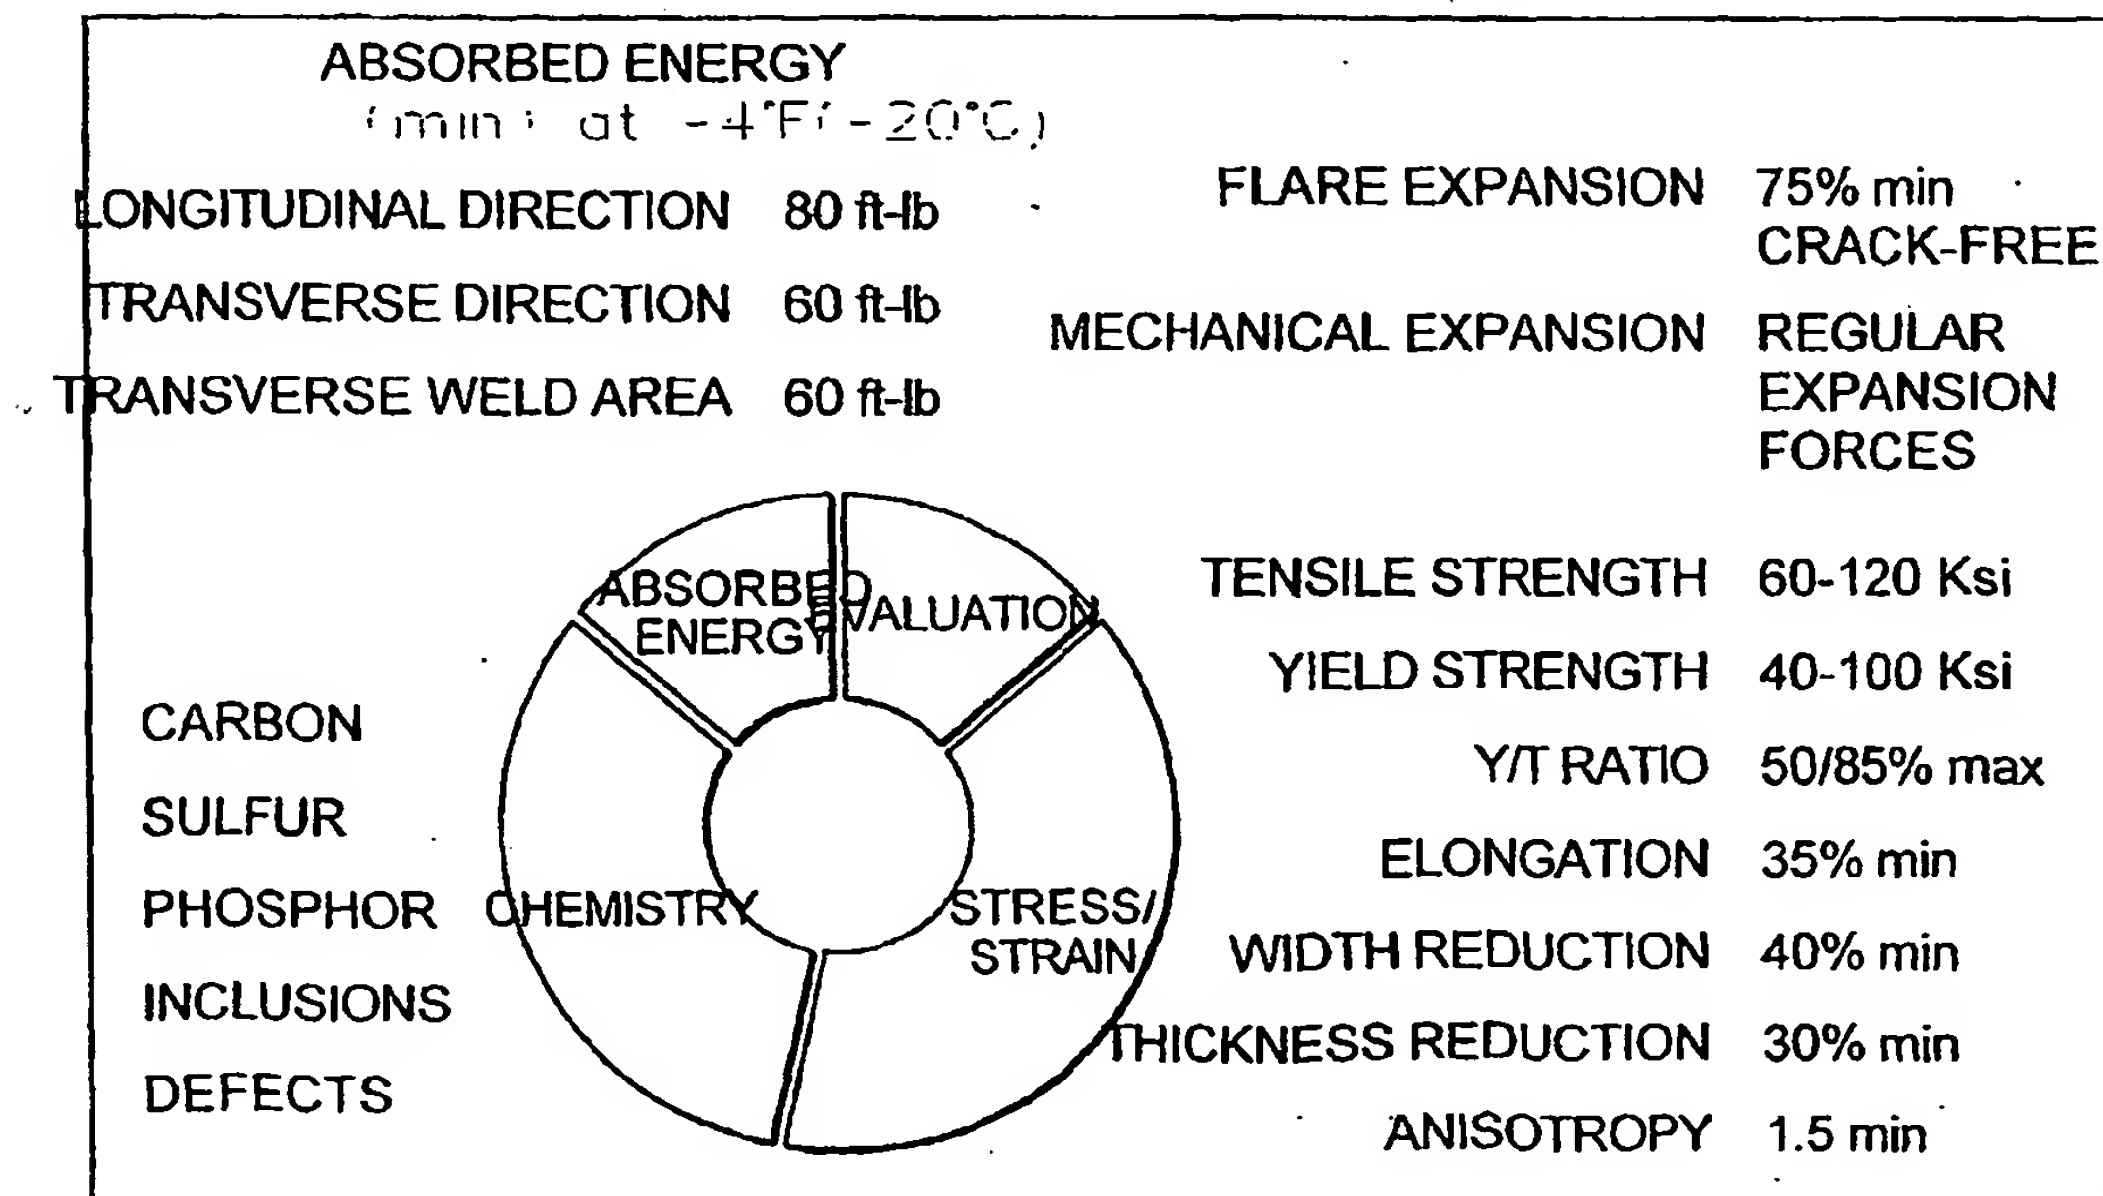 ABSORBED ENERGY
(min) at -4°F(-20°C)
LONGITUDINAL DIRECTION 80 ft-lb
TRANSVERSE DIRECTION 60 ft-lb
TRANSVERSE WELD AREA 60 ft-lb
FLARE EXPANSION 75% min
CRACK-FREE
MECHANICAL EXPANSION REGULAR
EXPANSION
FORCES
ABSORBED
ENERGY
EVALUATION
CHEMISTRY
STRESS/
STRAIN
CARBON
SULFUR
PHOSPHOR
INCLUSIONS
DEFECTS
TENSILE STRENGTH 60-120 Ksi
YIELD STRENGTH 40-100 Ksi
Y/T RATIO 50/85% max
ELONGATION 35% min
WIDTH REDUCTION 40% min
THICKNESS REDUCTION 30% min
ANISOTROPY 1.5 min